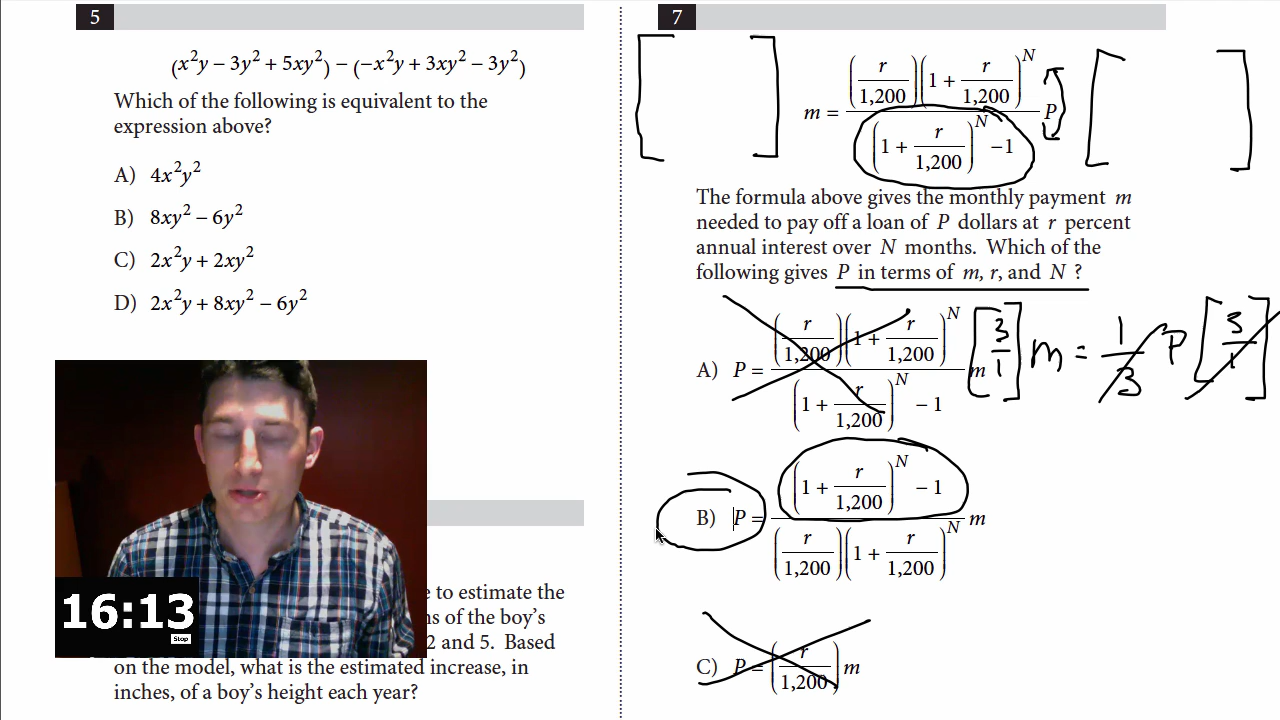 5
(x²y − 3y² + 5xy²) − (−x²y + 3xy² − 3y²)
Which of the following is equivalent to the
expression above?
A) 4x²y²
B) 8xy² − 6y²
C) 2x²y + 2xy²
D) 2x²y + 8xy² − 6y²
e to estimate the
ns of the boy’s
2 and 5. Based
on the model, what is the estimated increase, in
inches, of a boy’s height each year?
16:13
Stop
7
m = ((r/1,200)(1 + r/1,200)^N) / ((1 + r/1,200)^N − 1) P
The formula above gives the monthly payment m
needed to pay off a loan of P dollars at r percent
annual interest over N months. Which of the
following gives P in terms of m, r, and N ?
A) P = ((r/1,200)(1 + r/1,200)^N) / ((1 + r/1,200)^N − 1) m
[3/1] m = 1/3 P [3/1]
B) P = ((1 + r/1,200)^N − 1) / ((r/1,200)(1 + r/1,200)^N) m
C) P = (r/1,200) m